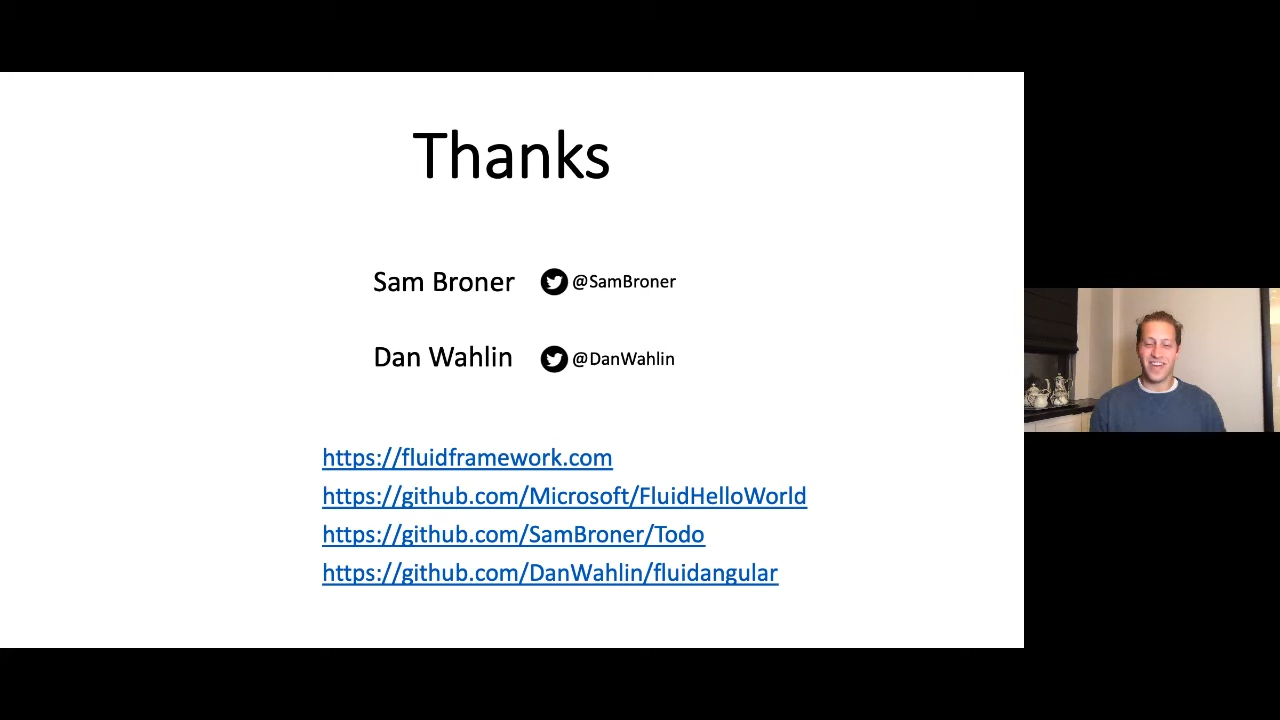 Thanks
Sam Broner @SamBroner
Dan Wahlin @DanWahlin
https://fluidframework.com
https://github.com/Microsoft/FluidHelloWorld
https://github.com/SamBroner/Todo
https://github.com/DanWahlin/fluidangular